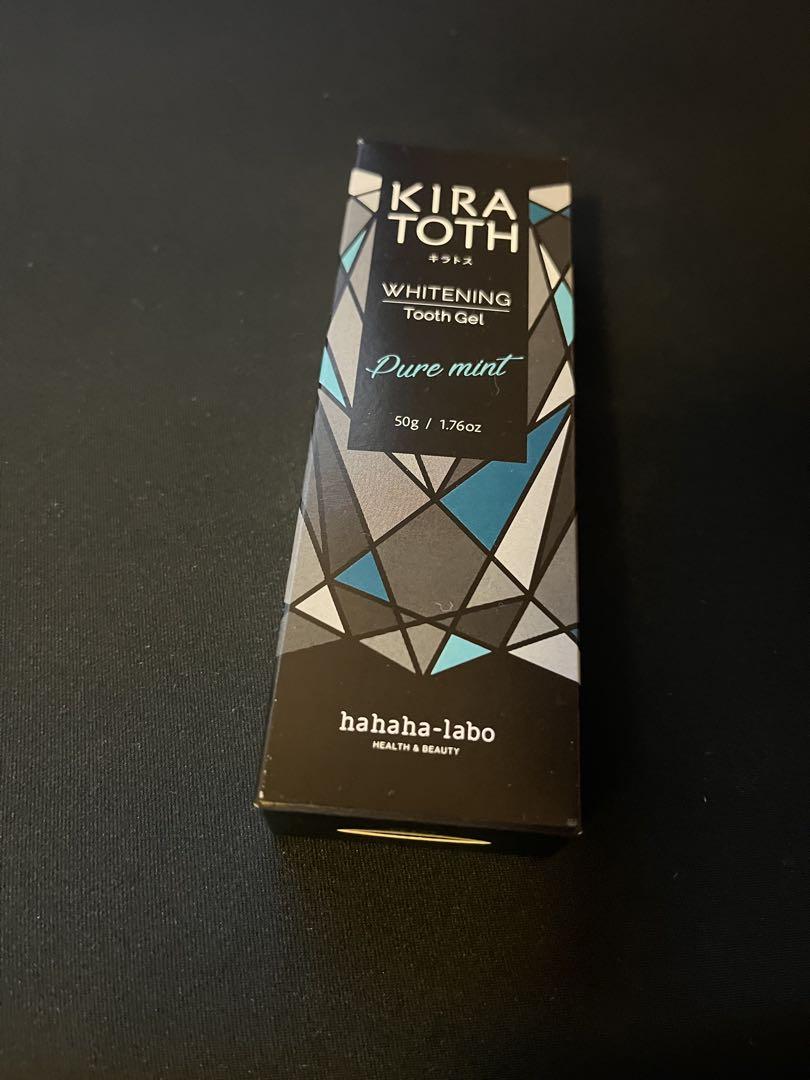 KIRA
TOTH
キラトス
WHITENING
Tooth Gel
Pure mint
50g / 1.76oz
hahaha-labo
HEALTH & BEAUTY